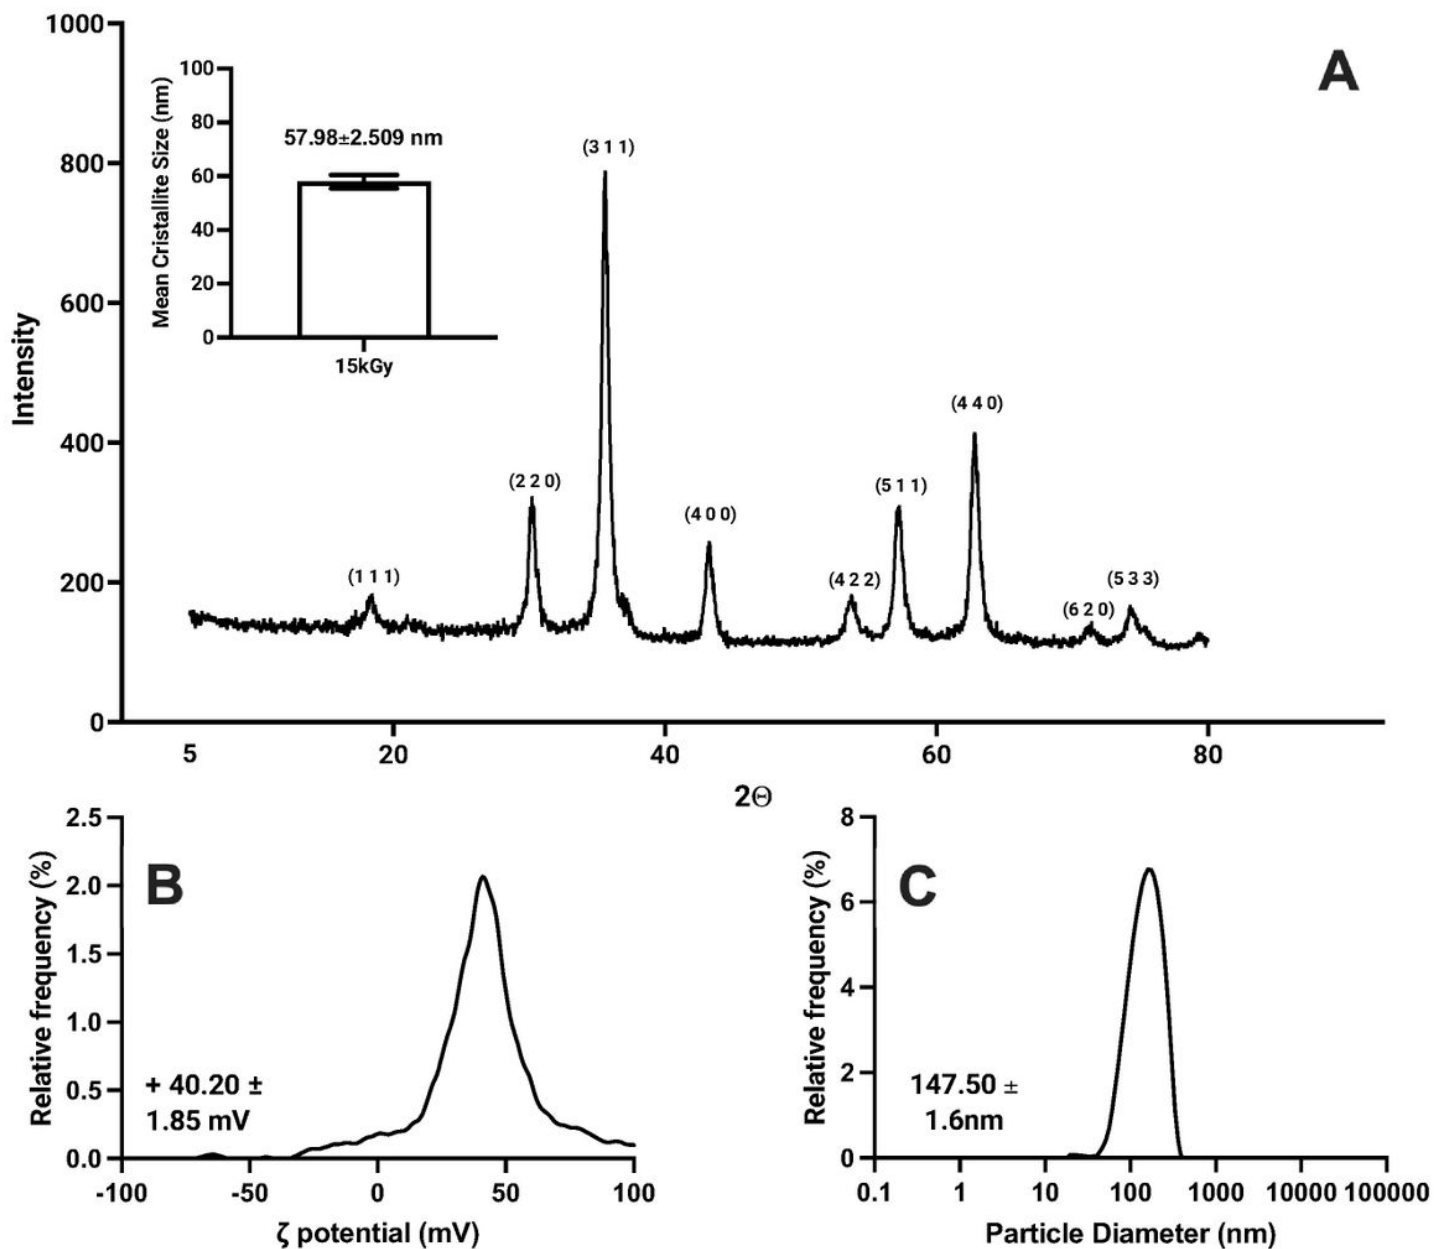 A
1000
800
600
400
200
0
Intensity
5
20
40
60
80
2Θ
100
80
60
40
20
0
Mean Cristallite Size (nm)
57.98±2.509 nm
15kGy
(1 1 1)
(2 2 0)
(3 1 1)
(4 0 0)
(4 2 2)
(5 1 1)
(4 4 0)
(6 2 0)
(5 3 3)
B
2.5
2.0
1.5
1.0
0.5
0.0
Relative frequency (%)
+ 40.20 ±
1.85 mV
-100
-50
0
50
100
ζ potential (mV)
C
8
6
4
2
0
Relative frequency (%)
147.50 ±
1.6nm
0.1
1
10
100
1000
10000
100000
Particle Diameter (nm)